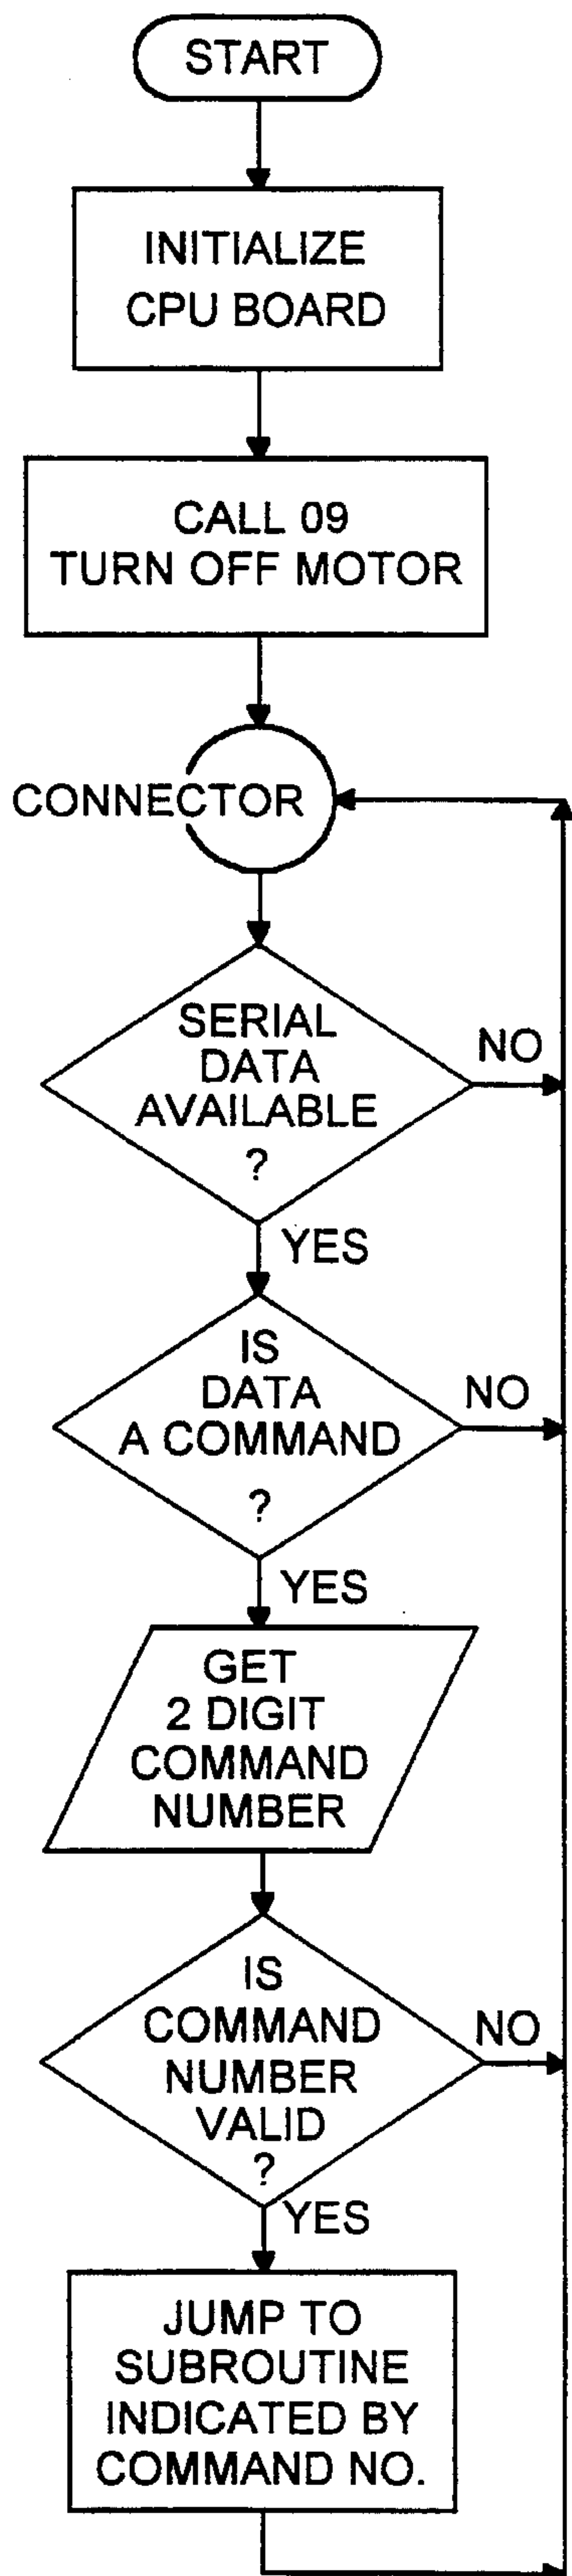 START
INITIALIZE
CPU BOARD
CALL 09
TURN OFF MOTOR
CONNECTOR
SERIAL
DATA
AVAILABLE
?
NO
YES
IS
DATA
A COMMAND
?
NO
YES
GET
2 DIGIT
COMMAND
NUMBER
IS
COMMAND
NUMBER
VALID
?
NO
YES
JUMP TO
SUBROUTINE
INDICATED BY
COMMAND NO.